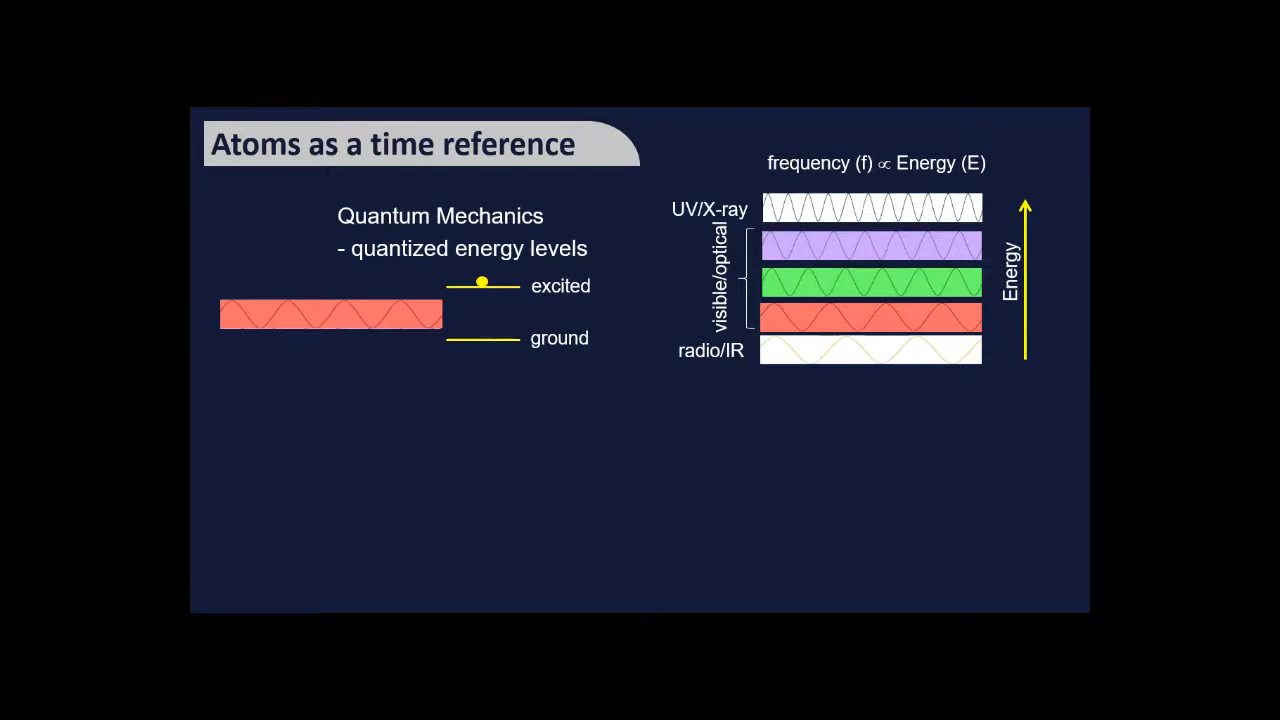 Atoms as a time reference
Quantum Mechanics
- quantized energy levels
excited
ground
frequency (f) ∝ Energy (E)
UV/X-ray
visible/optical
radio/IR
Energy